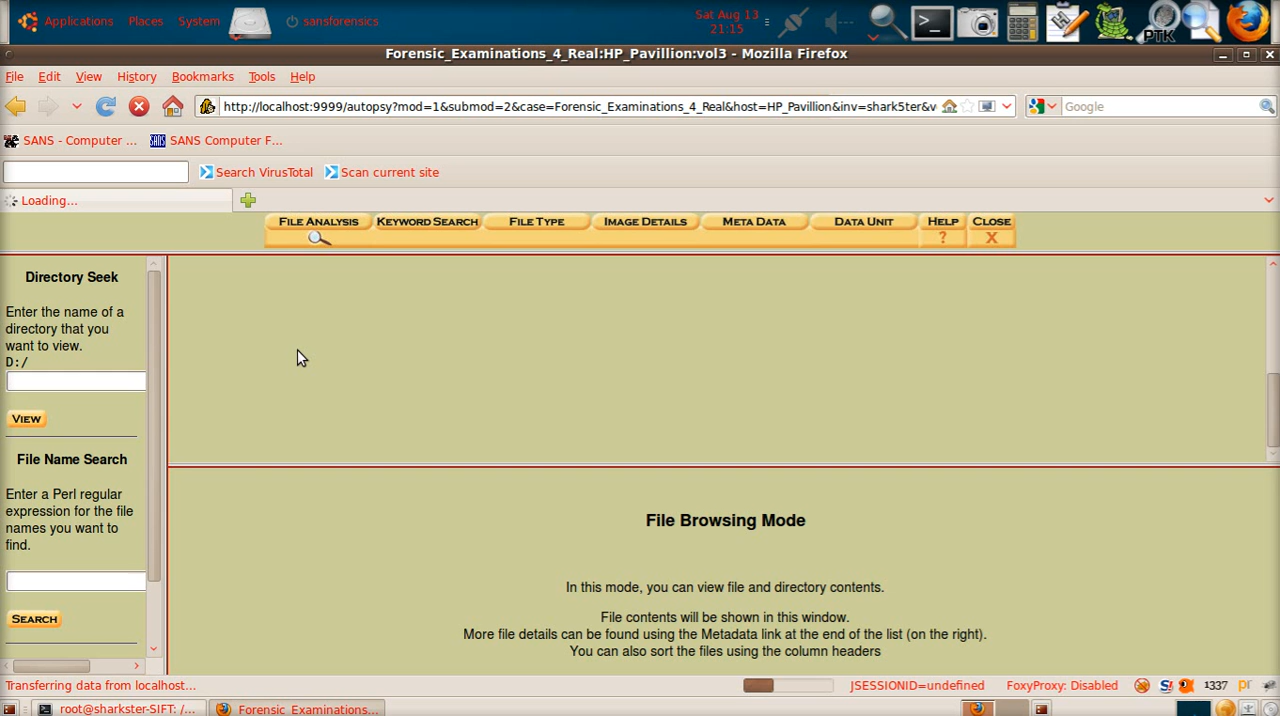 Applications Places System sansforensics Sat Aug 13
21:15
PTK
Forensic_Examinations_4_Real:HP_Pavillion:vol3 - Mozilla Firefox
File Edit View History Bookmarks Tools Help
http://localhost:9999/autopsy?mod=1&submod=2&case=Forensic_Examinations_4_Real&host=HP_Pavillion&inv=shark5ter&v
Google
SANS - Computer ... SANS Computer F...
Search VirusTotal Scan current site
Loading...
FILE ANALYSIS KEYWORD SEARCH FILE TYPE IMAGE DETAILS META DATA DATA UNIT HELP CLOSE
? X
Directory Seek
Enter the name of a
directory that you
want to view.
D:/
VIEW
File Name Search
Enter a Perl regular
expression for the file
names you want to
find.
SEARCH
File Browsing Mode
In this mode, you can view file and directory contents.
File contents will be shown in this window.
More file details can be found using the Metadata link at the end of the list (on the right).
You can also sort the files using the column headers
Transferring data from localhost... JSESSIONID=undefined FoxyProxy: Disabled 1337 pr
root@sharkster-SIFT: /... Forensic_Examinations...